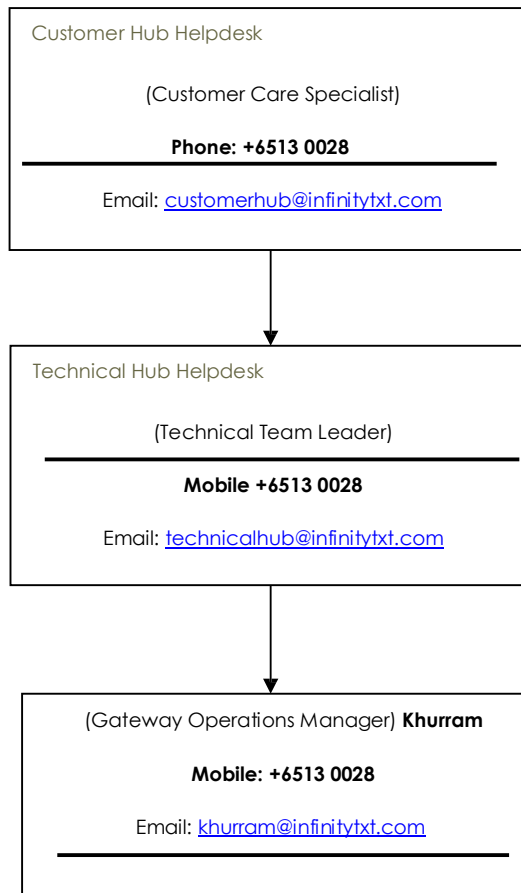 Customer Hub Helpdesk
(Customer Care Specialist)
Phone: +6513 0028
Email: customerhub@infinitytxt.com
Technical Hub Helpdesk
(Technical Team Leader)
Mobile +6513 0028
Email: technicalhub@infinitytxt.com
(Gateway Operations Manager) Khurram
Mobile: +6513 0028
Email: khurram@infinitytxt.com